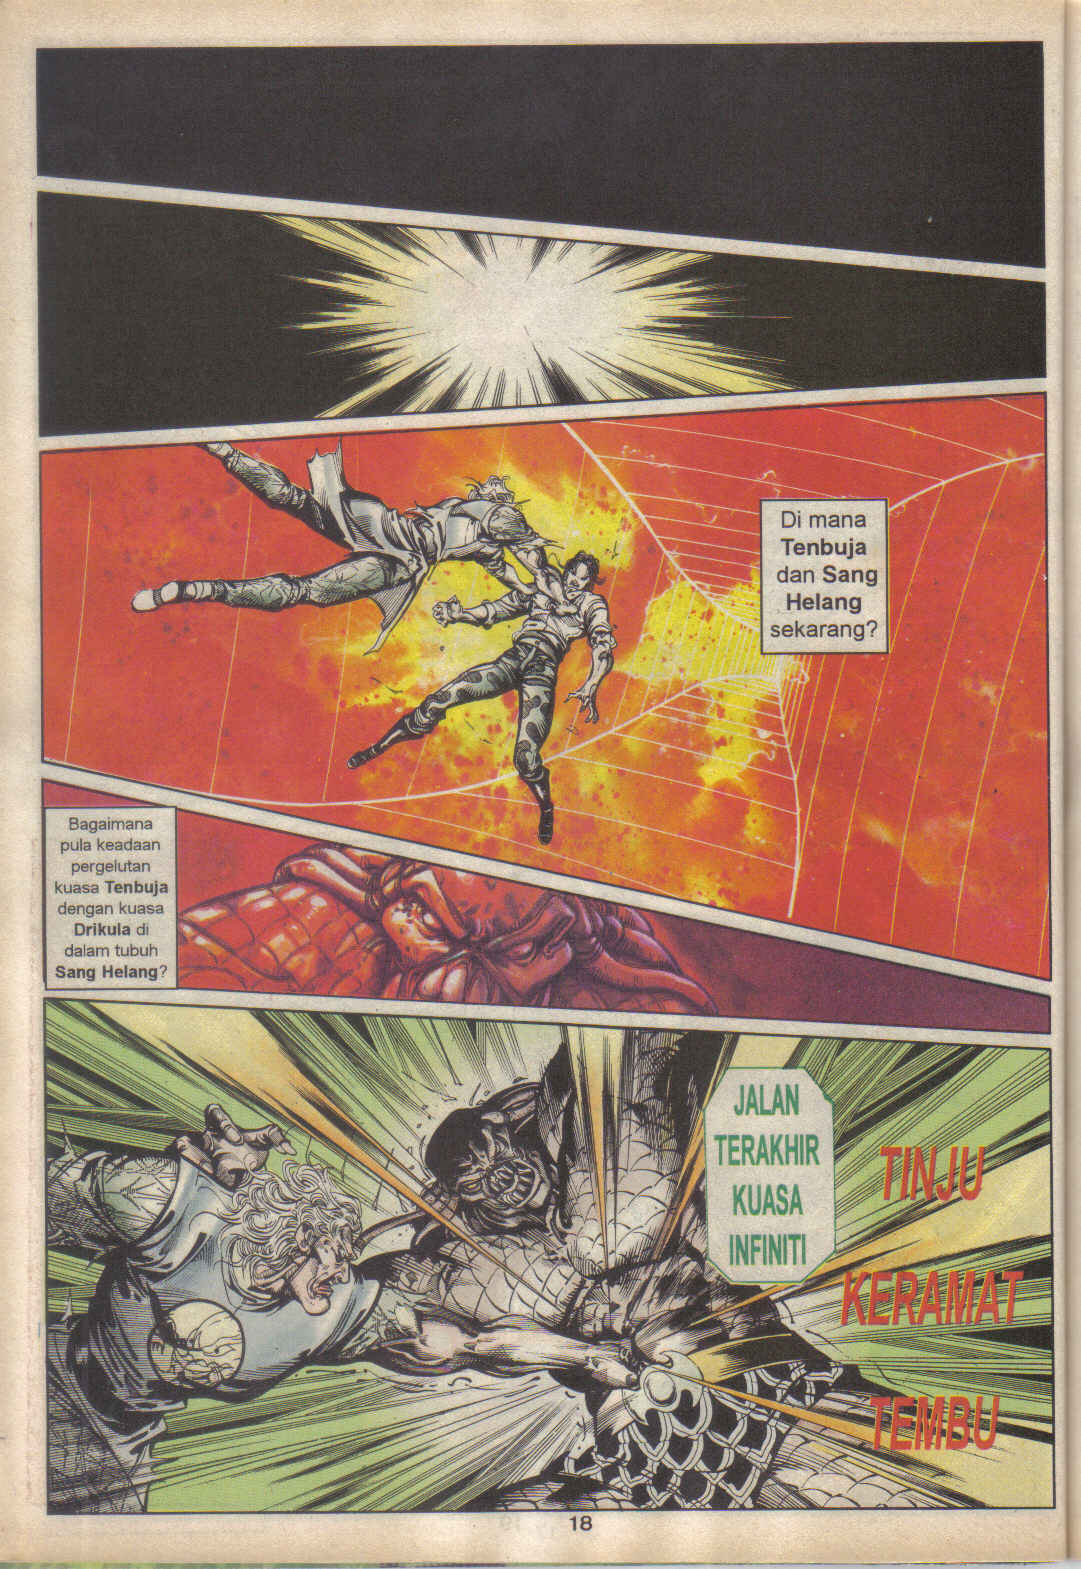 Di mana
Tenbuja
dan Sang
Helang
sekarang?
Bagaimana
pula keadaan
pergelutan
kuasa Tenbuja
dengan kuasa
Drikula di
dalam tubuh
Sang Helang?
JALAN
TERAKHIR
KUASA
INFINITI
TINJU
KERAMAT
TEMBU
18